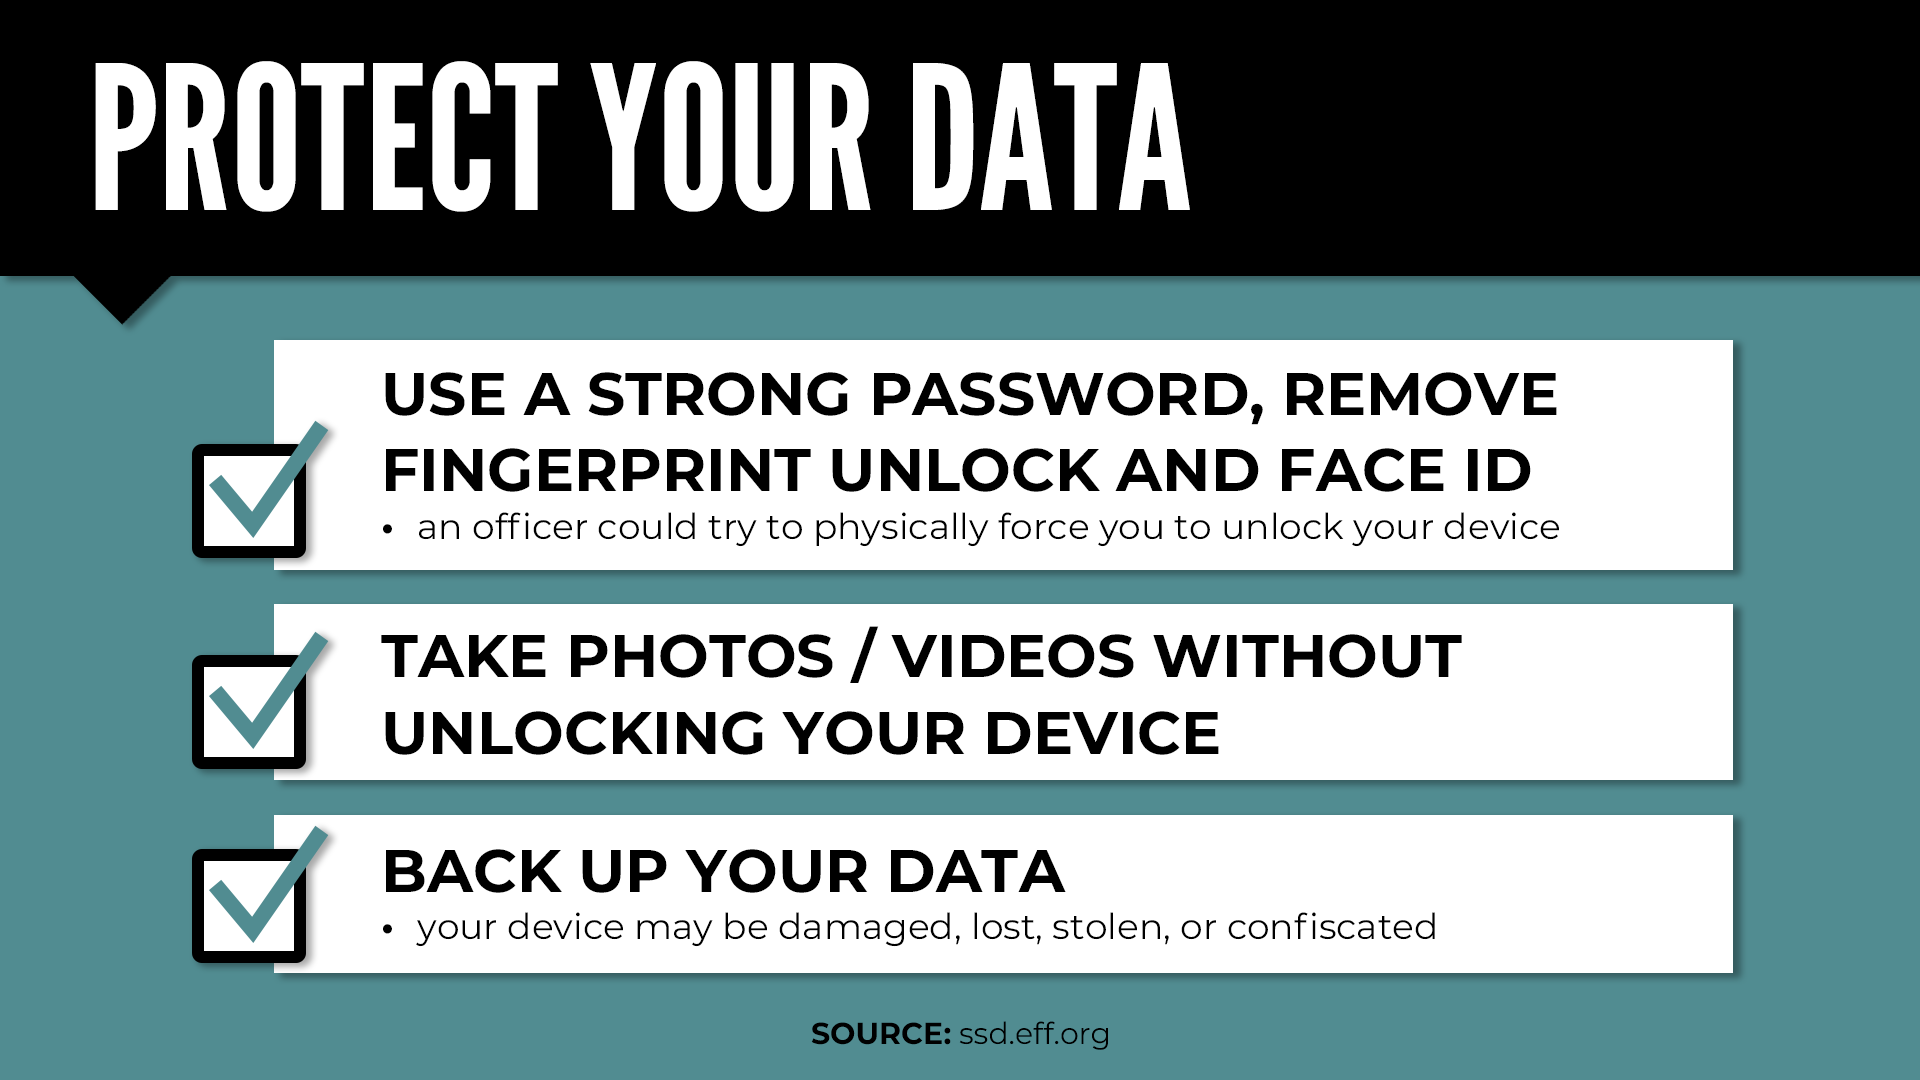 PROTECT YOUR DATA
USE A STRONG PASSWORD, REMOVE
FINGERPRINT UNLOCK AND FACE ID
• an officer could try to physically force you to unlock your device
TAKE PHOTOS / VIDEOS WITHOUT
UNLOCKING YOUR DEVICE
BACK UP YOUR DATA
• your device may be damaged, lost, stolen, or confiscated
SOURCE: ssd.eff.org